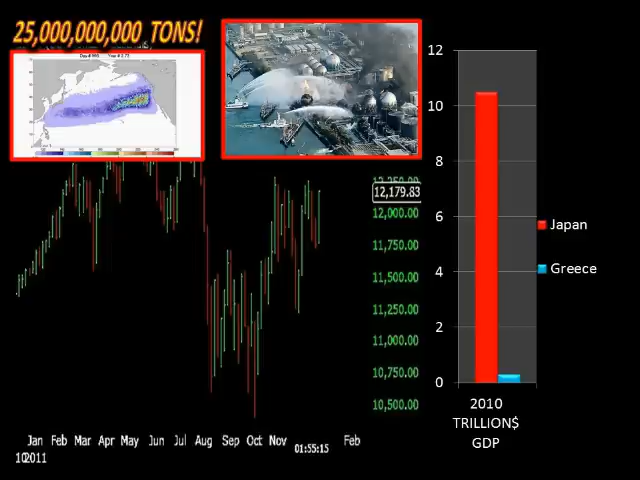 25,000,000,000 TONS!
12
10
8
6
4
2
0
Japan
Greece
2010
TRILLION$
GDP
12,179.83
12,000.00
11,750.00
11,500.00
11,250.00
11,000.00
10,750.00
10,500.00
Jan Feb Mar Apr May Jun Jul Aug Sep Oct Nov Feb
01:55:15